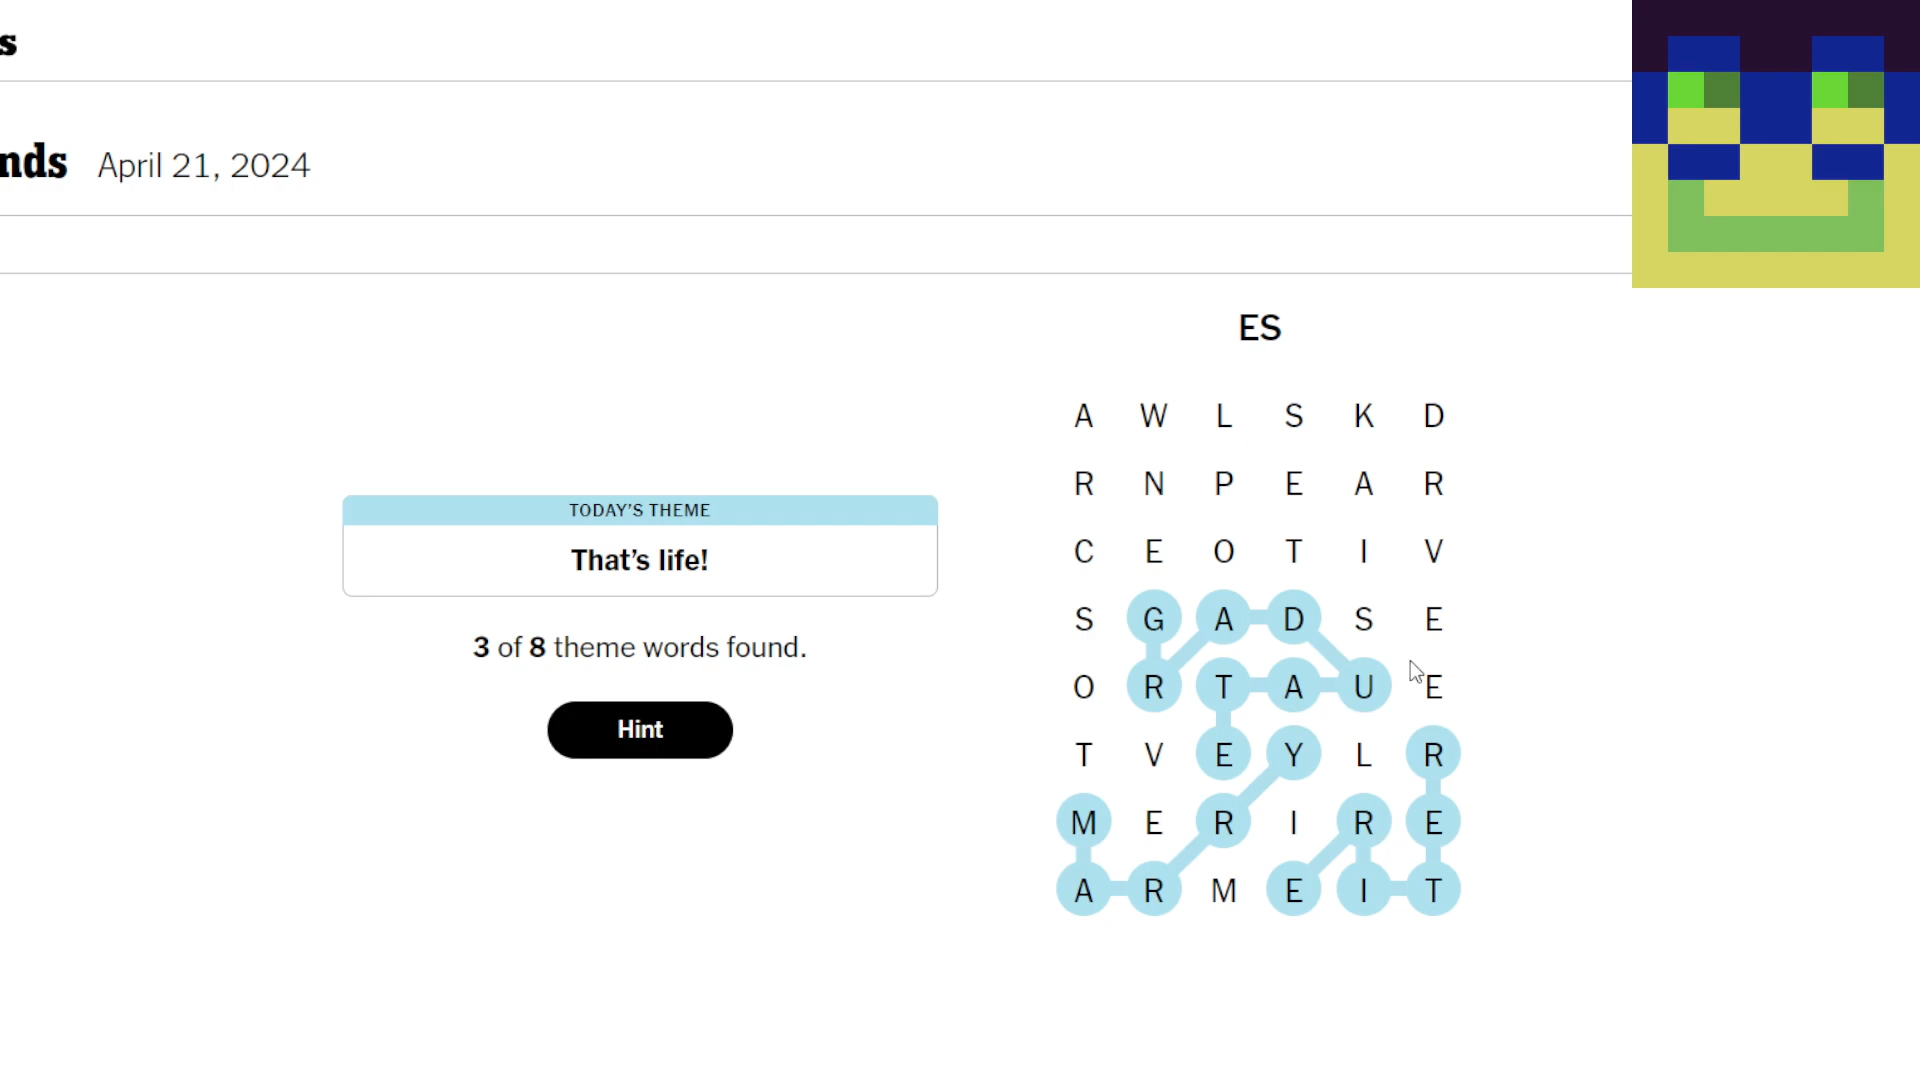 s
nds April 21, 2024
ES
TODAY'S THEME
That's life!
3 of 8 theme words found.
Hint
A W L S K D
R N P E A R
C E O T I V
S G A D S E
O R T A U E
T V E Y L R
M E R I R E
A R M E I T